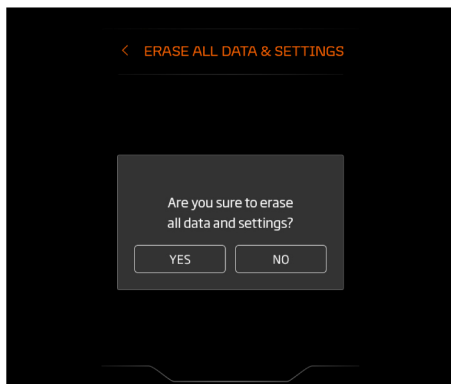 ERASE ALL DATA & SETTINGS
Are you sure to erase
all data and settings?
YES
NO